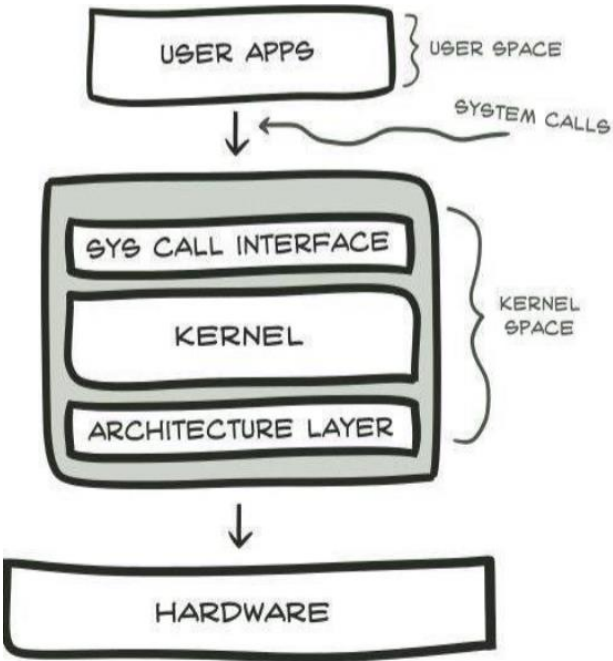 USER APPS
USER SPACE
SYSTEM CALLS
SYS CALL INTERFACE
KERNEL
KERNEL
SPACE
ARCHITECTURE LAYER
HARDWARE